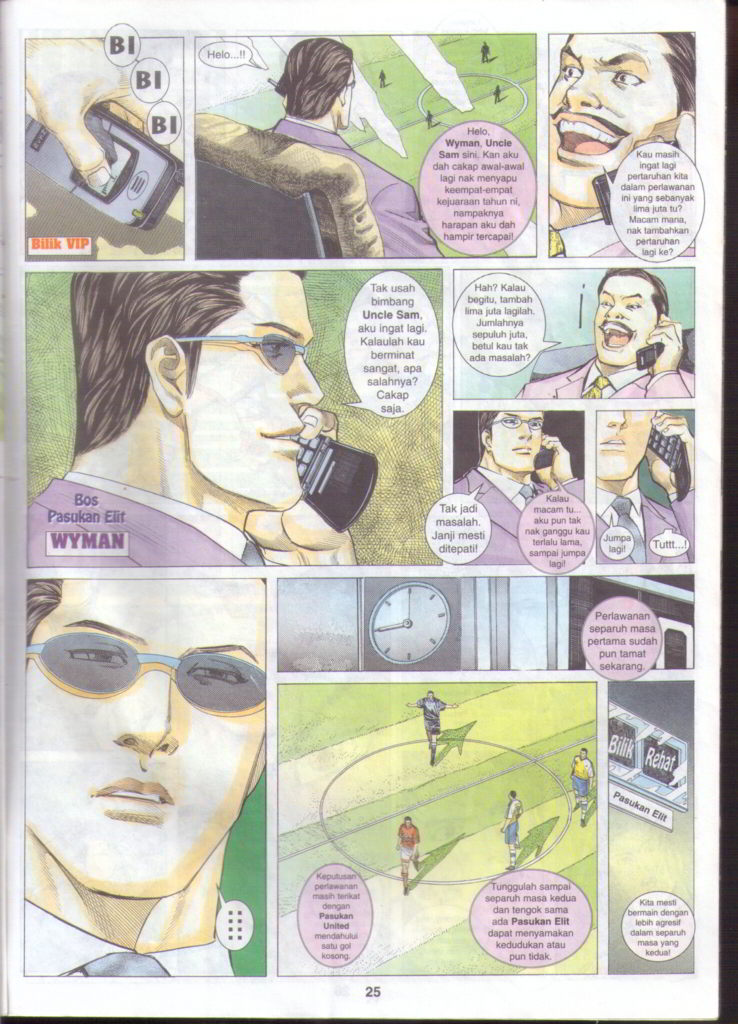 BI
BI
BI
Bilik VIP
Helo...!!
Helo,
Wyman, Uncle
Sam sini. Kan aku
dah cakap awal-awal
lagi nak menyapu
keempat-empat
kejuaraan tahun ni,
nampaknya
harapan aku dah
hampir tercapai!
Kau masih
ingat lagi
pertaruhan kita
dalam perlawanan
ini yang sebanyak
lima juta tu?
Macam mana,
nak tambahkan
pertaruhan
lagi ke?
Tak usah
bimbang
Uncle Sam,
aku ingat lagi.
Kalaulah kau
berminat
sangat, apa
salahnya?
Cakap
saja.
Bos
Pasukan Elit
WYMAN
Hah? Kalau
begitu, tambah
lima juta lagilah.
Jumlahnya
sepuluh juta,
betul kau tak
ada masalah?
Tak jadi
masalah.
Janji mesti
ditepati!
Kalau
macam tu...
aku pun tak
nak ganggu kau
terlalu lama,
sampai jumpa
lagi!
Jumpa
lagi!
Tuttt...!
Perlawanan
separuh masa
pertama sudah
pun tamat
sekarang.
Keputusan
perlawanan
masih terikat
dengan
Pasukan
United
mendahului
satu gol
kosong.
Tunggulah sampai
separuh masa kedua
dan tengok sama
ada Pasukan Elit
dapat menyamakan
kedudukan atau
pun tidak.
Bilik Rehat
Pasukan Elit
Kita mesti
bermain dengan
lebih agresif
dalam separuh
masa yang
kedua!
25